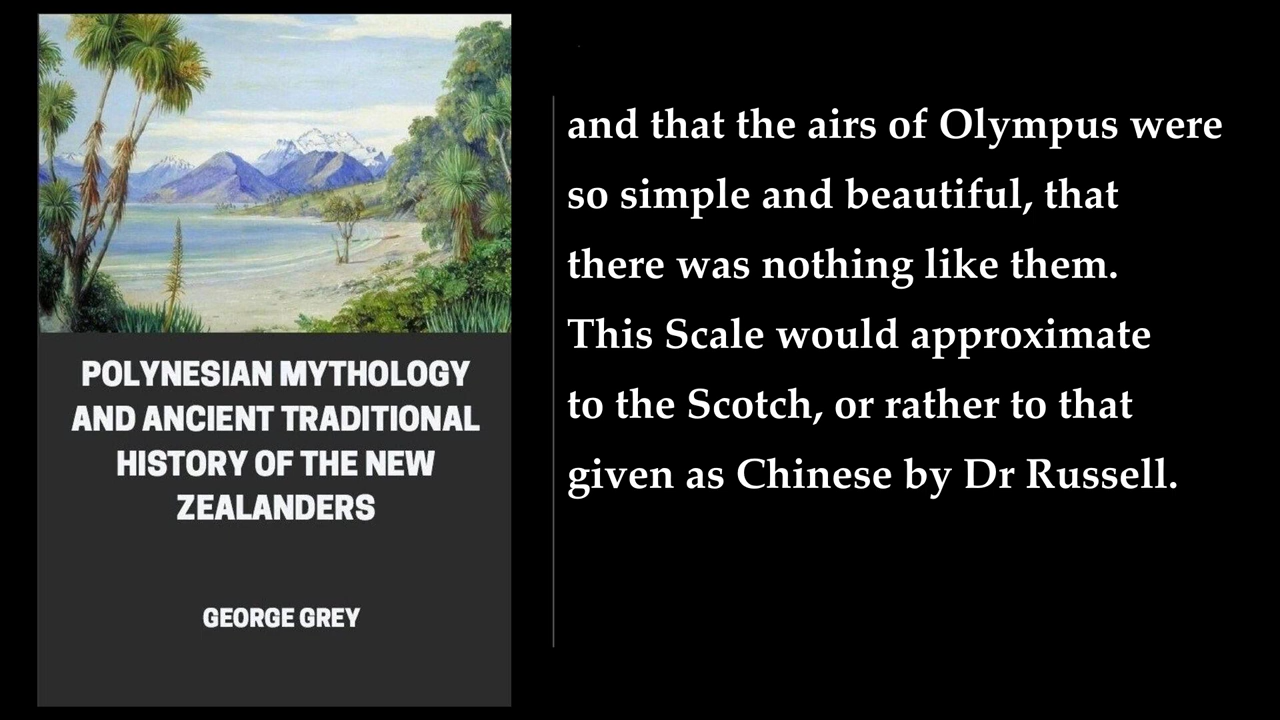 POLYNESIAN MYTHOLOGY
AND ANCIENT TRADITIONAL
HISTORY OF THE NEW
ZEALANDERS
GEORGE GREY
and that the airs of Olympus were
so simple and beautiful, that
there was nothing like them.
This Scale would approximate
to the Scotch, or rather to that
given as Chinese by Dr Russell.